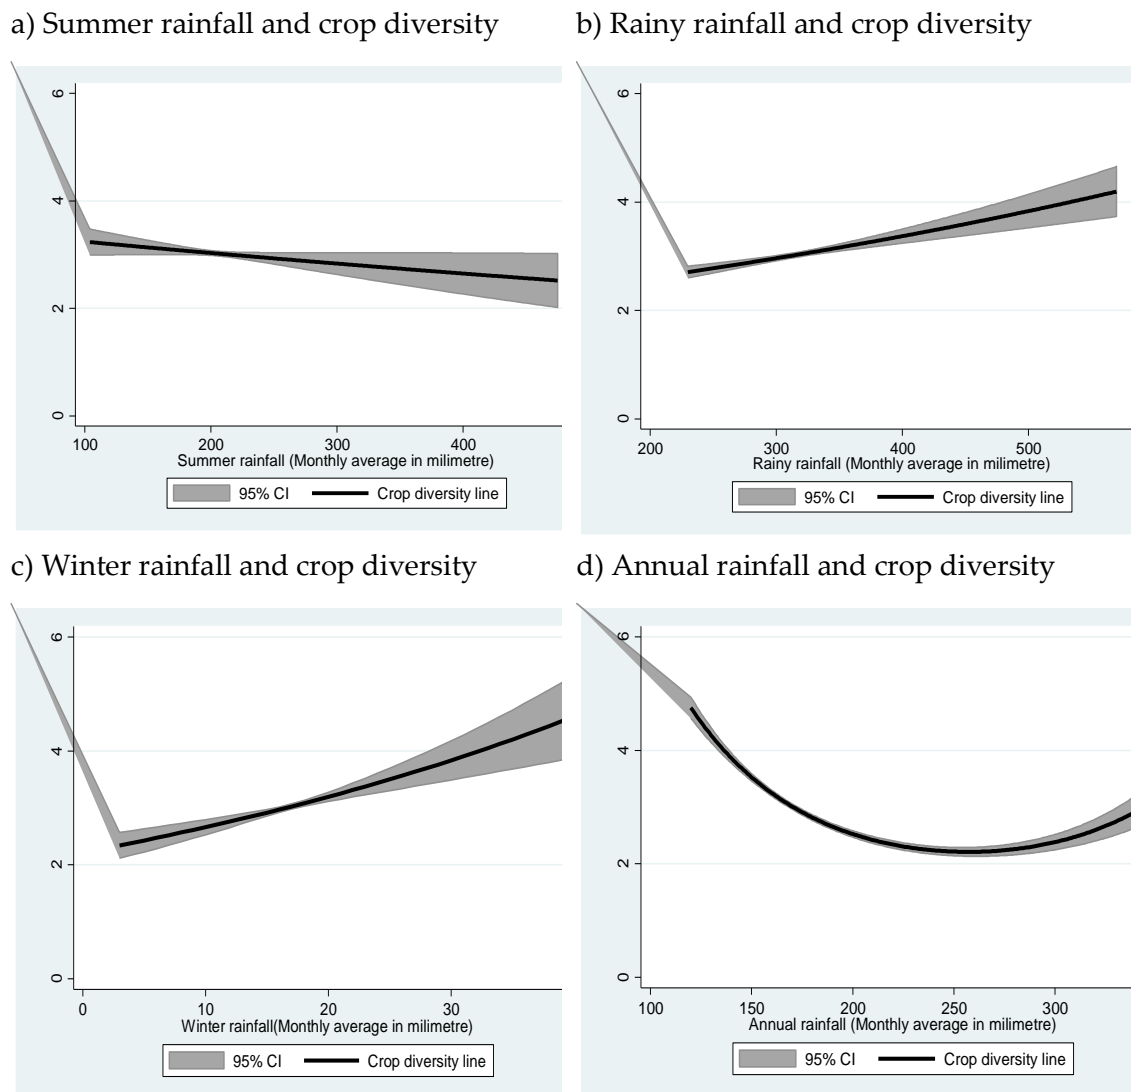 a) Summer rainfall and crop diversity
6
4
2
0
100 200 300 400
Summer rainfall (Monthly average in milimetre)
95% CI Crop diversity line
b) Rainy rainfall and crop diversity
6
4
2
0
200 300 400 500
Rainy rainfall (Monthly average in milimetre)
95% CI Crop diversity line
c) Winter rainfall and crop diversity
6
4
2
0
0 10 20 30
Winter rainfall(Monthly average in milimetre)
95% CI Crop diversity line
d) Annual rainfall and crop diversity
6
4
2
0
100 150 200 250 300
Annual rainfall (Monthly average in milimetre)
95% CI Crop diversity line